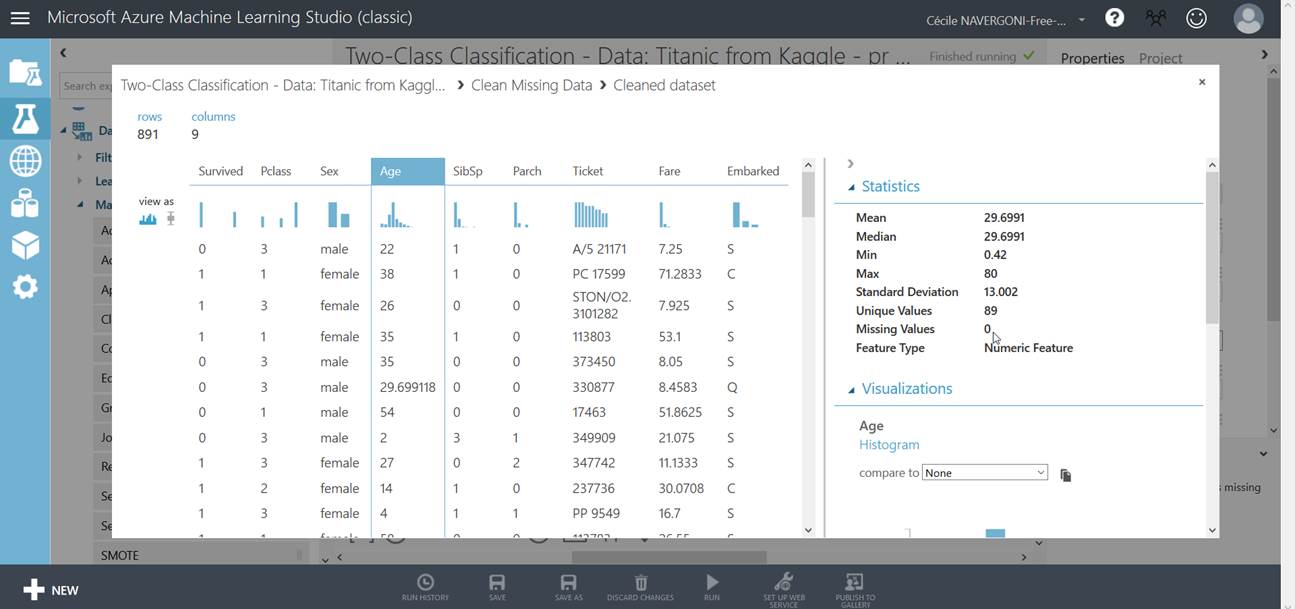 Microsoft Azure Machine Learning Studio (classic)
Cécile NAVERGONI-Free-...
Two-Class Classification - Data: Titanic from Kaggle - pr ...
Finished running
Properties Project
Search exp
Two-Class Classification - Data: Titanic from Kaggl... > Clean Missing Data > Cleaned dataset
rows columns
891 9
Survived Pclass Sex Age SibSp Parch Ticket Fare Embarked
view as
0 3 male 22 1 0 A/5 21171 7.25 S
1 1 female 38 1 0 PC 17599 71.2833 C
1 3 female 26 0 0 STON/O2. 3101282 7.925 S
1 1 female 35 1 0 113803 53.1 S
0 3 male 35 0 0 373450 8.05 S
0 3 male 29.699118 0 0 330877 8.4583 Q
0 1 male 54 0 0 17463 51.8625 S
0 3 male 2 3 1 349909 21.075 S
1 3 female 27 0 2 347742 11.1333 S
1 2 female 14 1 0 237736 30.0708 C
1 3 female 4 1 1 PP 9549 16.7 S
Statistics
Mean 29.6991
Median 29.6991
Min 0.42
Max 80
Standard Deviation 13.002
Unique Values 89
Missing Values 0
Feature Type Numeric Feature
Visualizations
Age
Histogram
compare to None
Da
Filt
Lea
Ma
Ap
Cl
Ed
Jo
Re
Se
Se
SMOTE
s missing
NEW
RUN HISTORY
SAVE
SAVE AS
DISCARD CHANGES
RUN
SET UP WEB
SERVICE
PUBLISH TO
GALLERY